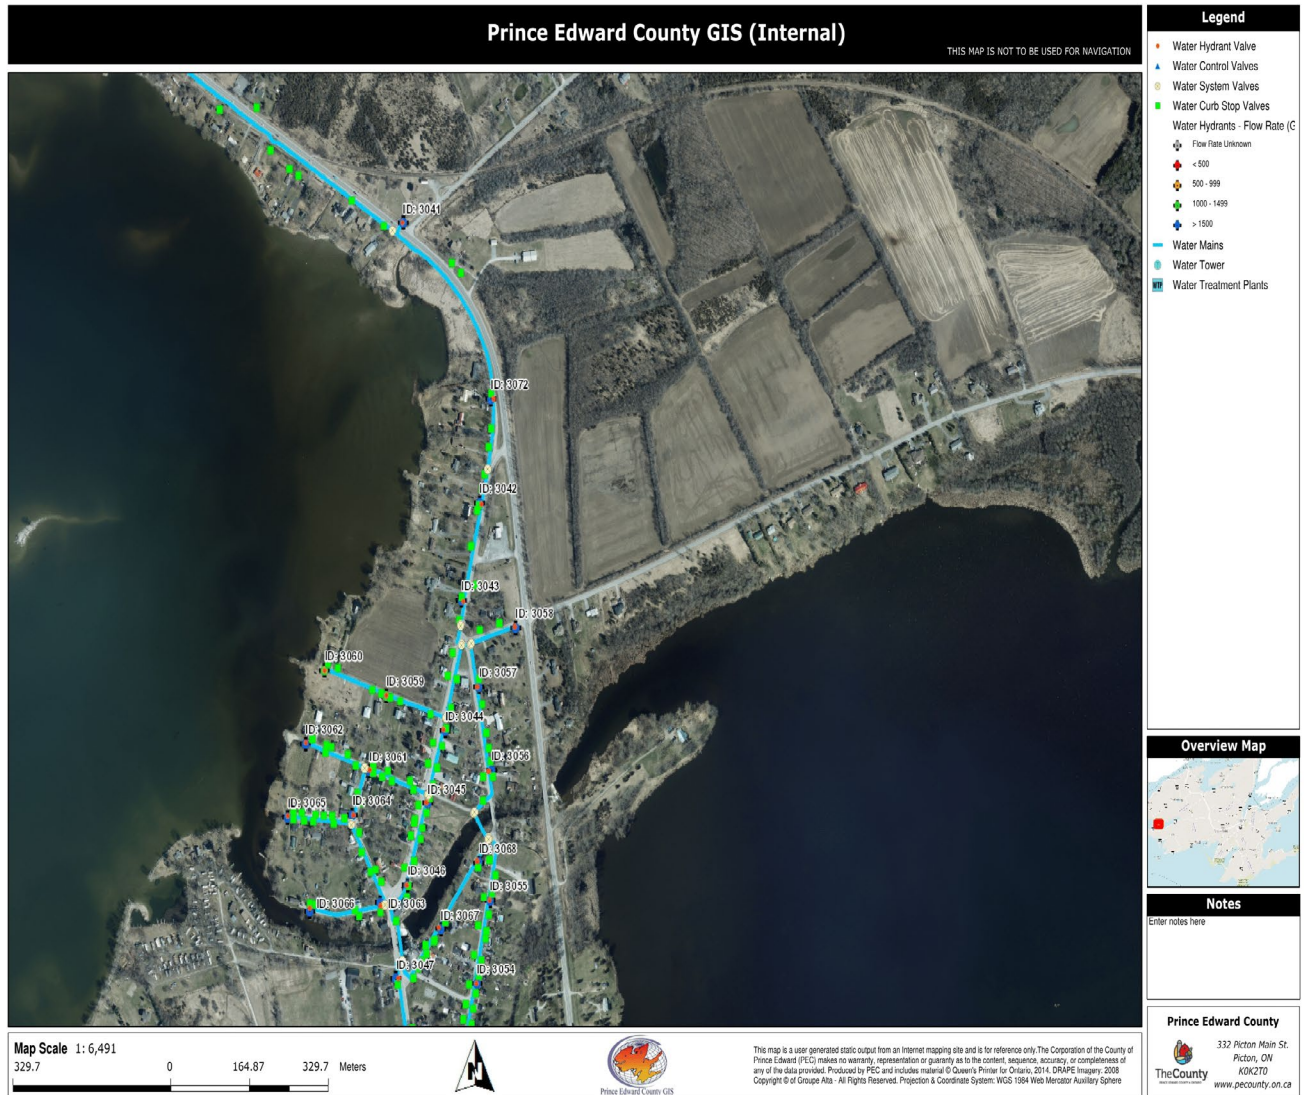 Prince Edward County GIS (Internal)
THIS MAP IS NOT TO BE USED FOR NAVIGATION
ID: 3041
ID: 3072
ID: 3042
ID: 3043
ID: 3058
ID: 3060
ID: 3057
ID: 3059
ID: 3044
ID: 3062
ID: 3061
ID: 3056
ID: 3045
ID: 3065
ID: 3064
ID: 3068
ID: 3046
ID: 3055
ID: 3066
ID: 3063
ID: 3067
ID: 3047
ID: 3054
Legend
Water Hydrant Valve
Water Control Valves
Water System Valves
Water Curb Stop Valves
Water Hydrants - Flow Rate (G
Flow Rate Unknown
< 500
500 - 999
1000 - 1499
> 1500
Water Mains
Water Tower
WTP Water Treatment Plants
Overview Map
Notes
Enter notes here
Map Scale 1: 6,491
329.7 0 164.87 329.7 Meters
N
Prince Edward County GIS
This map is a user generated static output from an Internet mapping site and is for reference only.The Corporation of the County of
Prince Edward (PEC) makes no warranty, representation or guaranty as to the content, sequence, accuracy, or completeness of
any of the data provided. Produced by PEC and includes material © Queen's Printer for Ontario, 2014. DRAPE Imagery: 2008
Copyright © of Groupe Alta - All Rights Reserved. Projection & Coordinate System: WGS 1984 Web Mercator Auxiliary Sphere
Prince Edward County
TheCounty
332 Picton Main St.
Picton, ON
K0K2T0
www.pecounty.on.ca